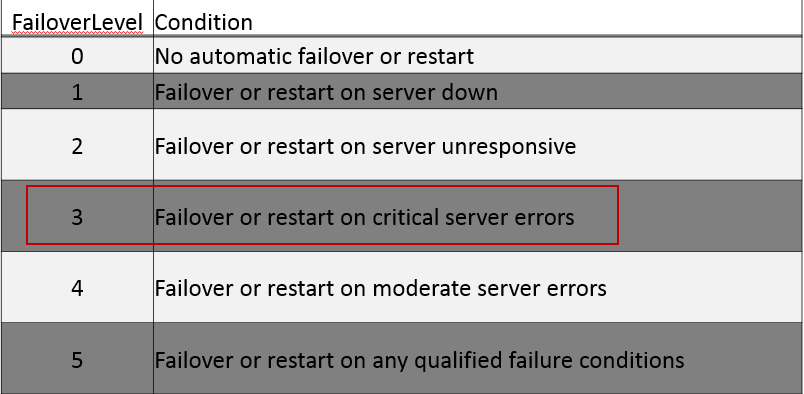 FailoverLevel Condition
0 No automatic failover or restart
1 Failover or restart on server down
2 Failover or restart on server unresponsive
3 Failover or restart on critical server errors
4 Failover or restart on moderate server errors
5 Failover or restart on any qualified failure conditions